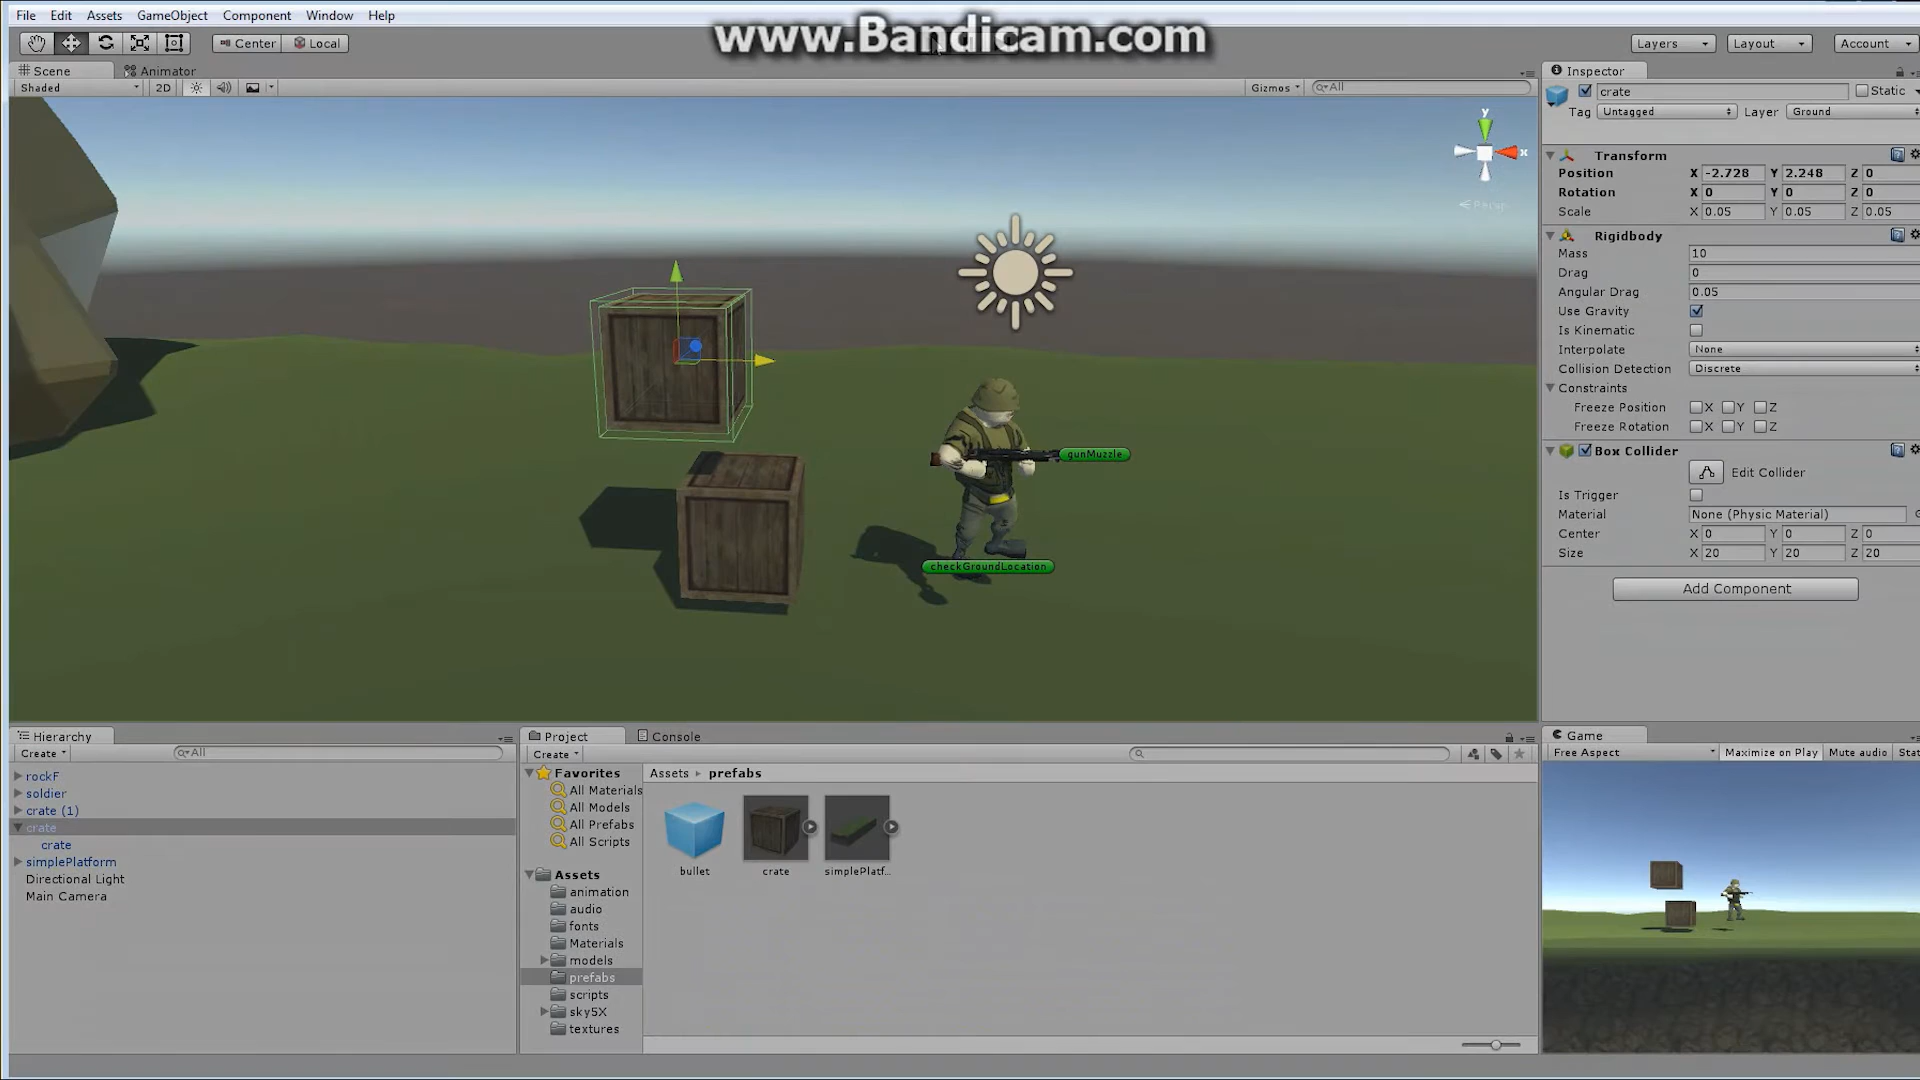 File Edit Assets GameObject Component Window Help
www.Bandicam.com
Center Local
Layers Layout Account
Scene Animator
Shaded 2D Gizmos All
Persp
y
x
gunMuzzle
checkGroundLocation
Inspector
crate Static
Tag Untagged Layer Ground
Transform
Position X -2.728 Y 2.248 Z 0
Rotation X 0 Y 0 Z 0
Scale X 0.05 Y 0.05 Z 0.05
Rigidbody
Mass 10
Drag 0
Angular Drag 0.05
Use Gravity
Is Kinematic
Interpolate None
Collision Detection Discrete
Constraints
Freeze Position X Y Z
Freeze Rotation X Y Z
Box Collider
Edit Collider
Is Trigger
Material None (Physic Material)
Center X 0 Y 0 Z 0
Size X 20 Y 20 Z 20
Add Component
Hierarchy
Create All
rockF
soldier
crate (1)
crate
crate
simplePlatform
Directional Light
Main Camera
Project Console
Create
Favorites
All Materials
All Models
All Prefabs
All Scripts
Assets
animation
audio
fonts
Materials
models
prefabs
scripts
sky5X
textures
Assets prefabs
bullet crate simplePlatf...
Game
Free Aspect Maximize on Play Mute audio Stat